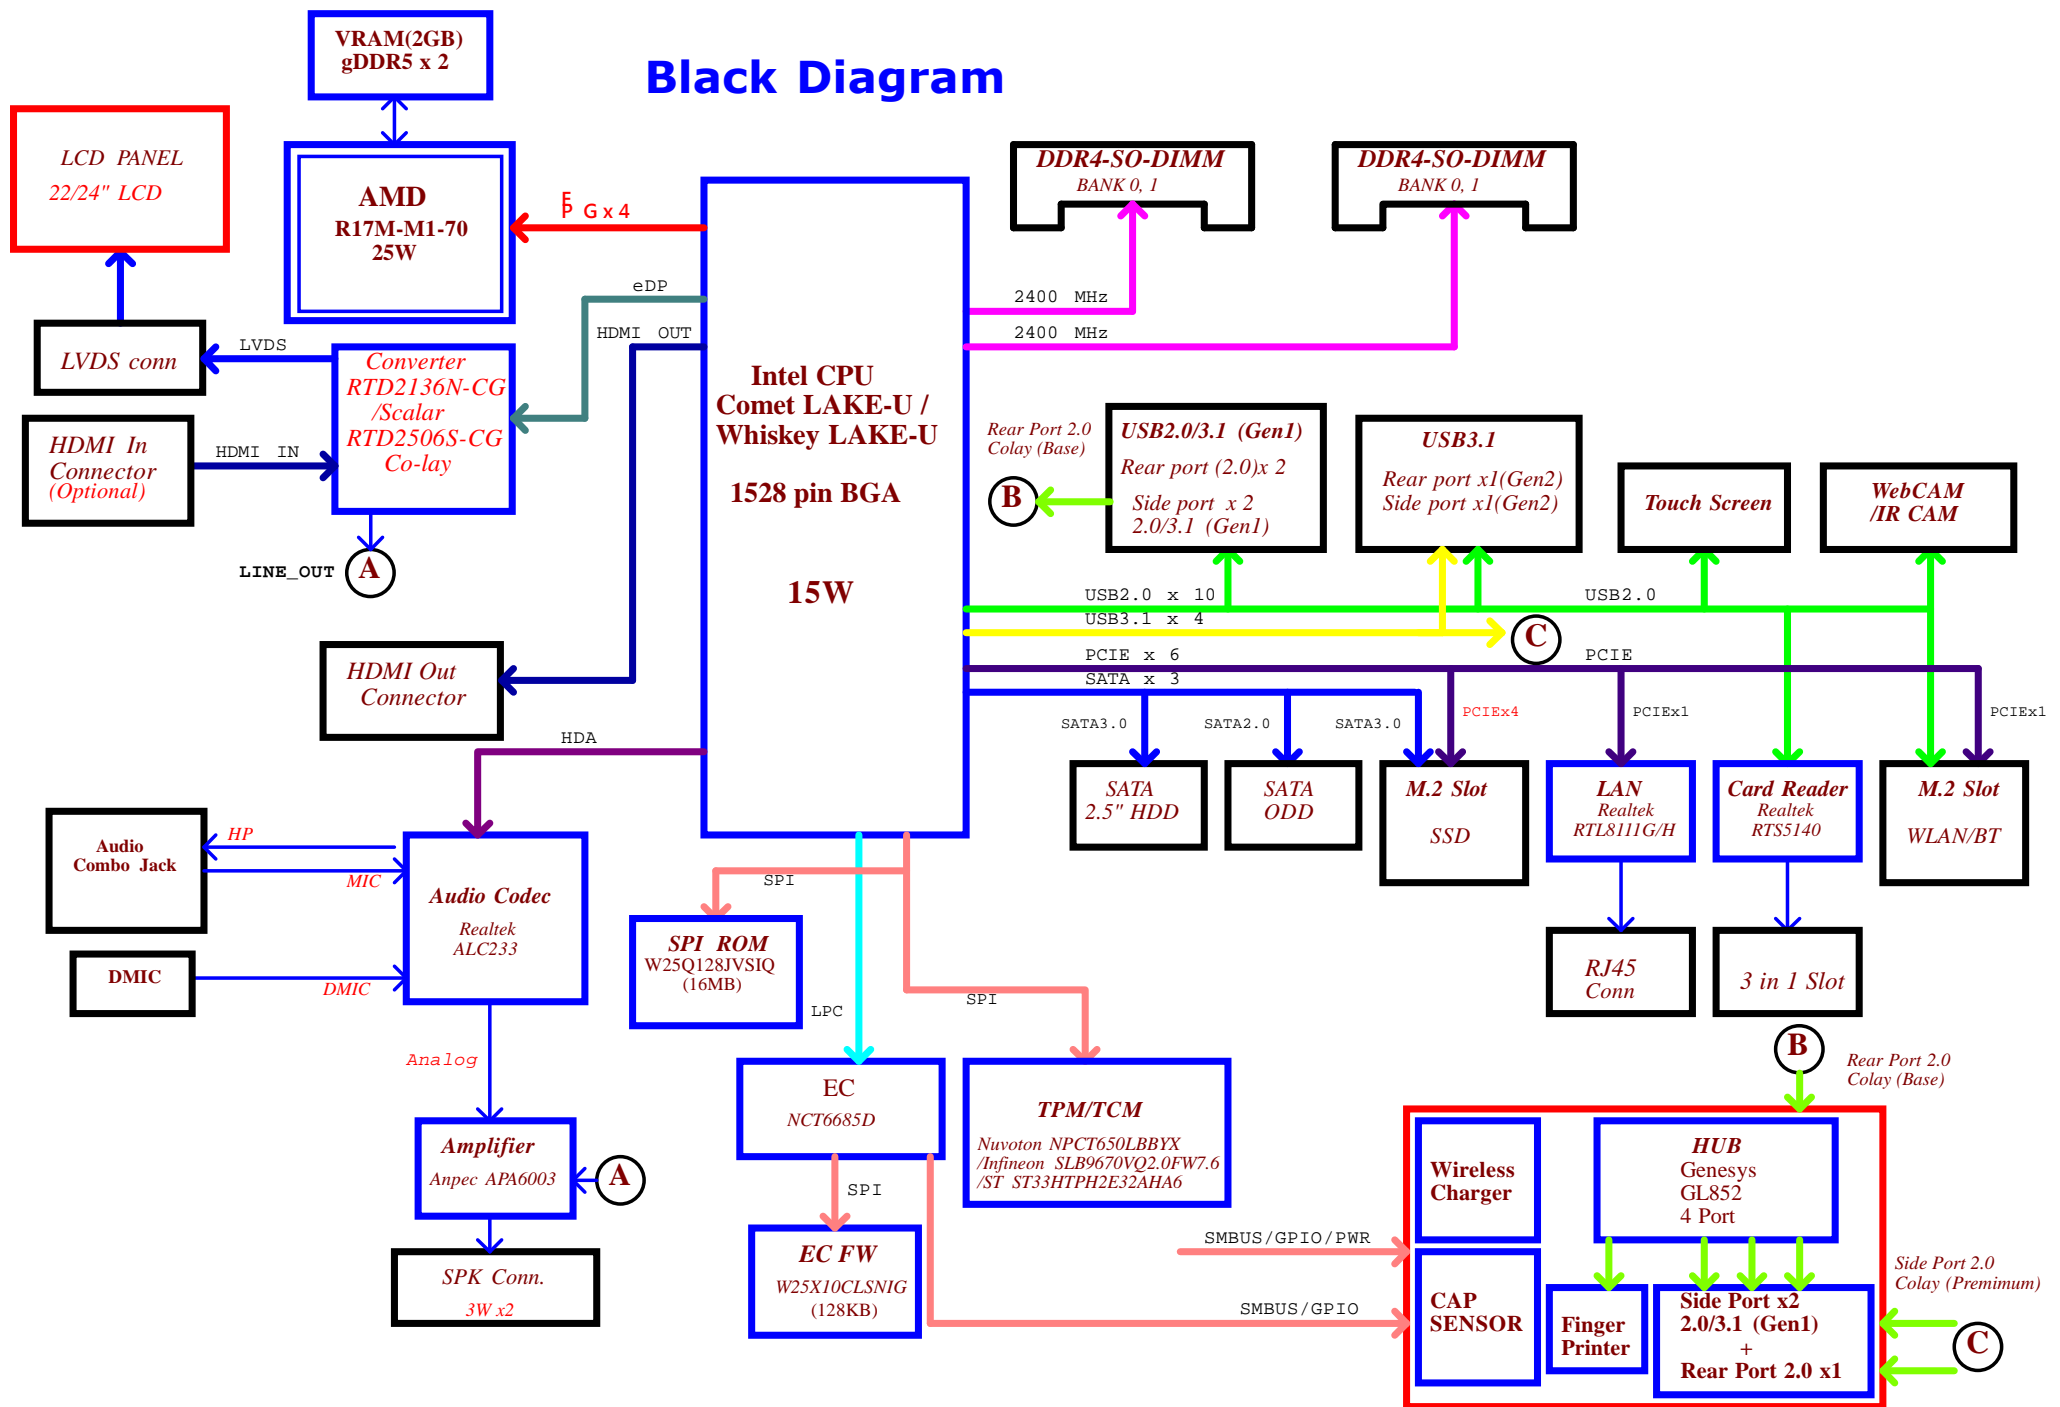 Black Diagram
VRAM(2GB)
gDDR5 x 2
LCD PANEL
22/24" LCD
AMD
R17M-M1-70
25W
PEG x 4
DDR4-SO-DIMM
BANK 0, 1
DDR4-SO-DIMM
BANK 0, 1
eDP
HDMI OUT
2400 MHz
2400 MHz
LVDS conn
LVDS
Converter
RTD2136N-CG
/Scalar
RTD2506S-CG
Co-lay
HDMI In
Connector
(Optional)
HDMI IN
LINE_OUT
A
Intel CPU
Comet LAKE-U /
Whiskey LAKE-U
1528 pin BGA
15W
Rear Port 2.0
Colay (Base)
B
USB2.0/3.1 (Gen1)
Rear port (2.0)x 2
Side port x 2
2.0/3.1 (Gen1)
USB3.1
Rear port x1(Gen2)
Side port x1(Gen2)
Touch Screen
WebCAM
/IR CAM
USB2.0 x 10
USB2.0
USB3.1 x 4
C
PCIE x 6
PCIE
SATA x 3
HDMI Out
Connector
HDA
SATA3.0
SATA2.0
SATA3.0
PCIEx4
PCIEx1
PCIEx1
SATA
2.5" HDD
SATA
ODD
M.2 Slot
SSD
LAN
Realtek
RTL8111G/H
Card Reader
Realtek
RTS5140
M.2 Slot
WLAN/BT
Audio
Combo Jack
HP
MIC
DMIC
DMIC
Audio Codec
Realtek
ALC233
SPI
SPI ROM
W25Q128JVSIQ
(16MB)
LPC
SPI
RJ45
Conn
3 in 1 Slot
Analog
Amplifier
Anpec APA6003
A
SPK Conn.
3W x2
EC
NCT6685D
SPI
EC FW
W25X10CLSNIG
(128KB)
TPM/TCM
Nuvoton NPCT650LBBYX
/Infineon SLB9670VQ2.0FW7.6
/ST ST33HTPH2E32AHA6
SMBUS/GPIO/PWR
SMBUS/GPIO
B
Rear Port 2.0
Colay (Base)
Wireless
Charger
CAP
SENSOR
HUB
Genesys
GL852
4 Port
Finger
Printer
Side Port x2
2.0/3.1 (Gen1)
+
Rear Port 2.0 x1
Side Port 2.0
Colay (Premimum)
C